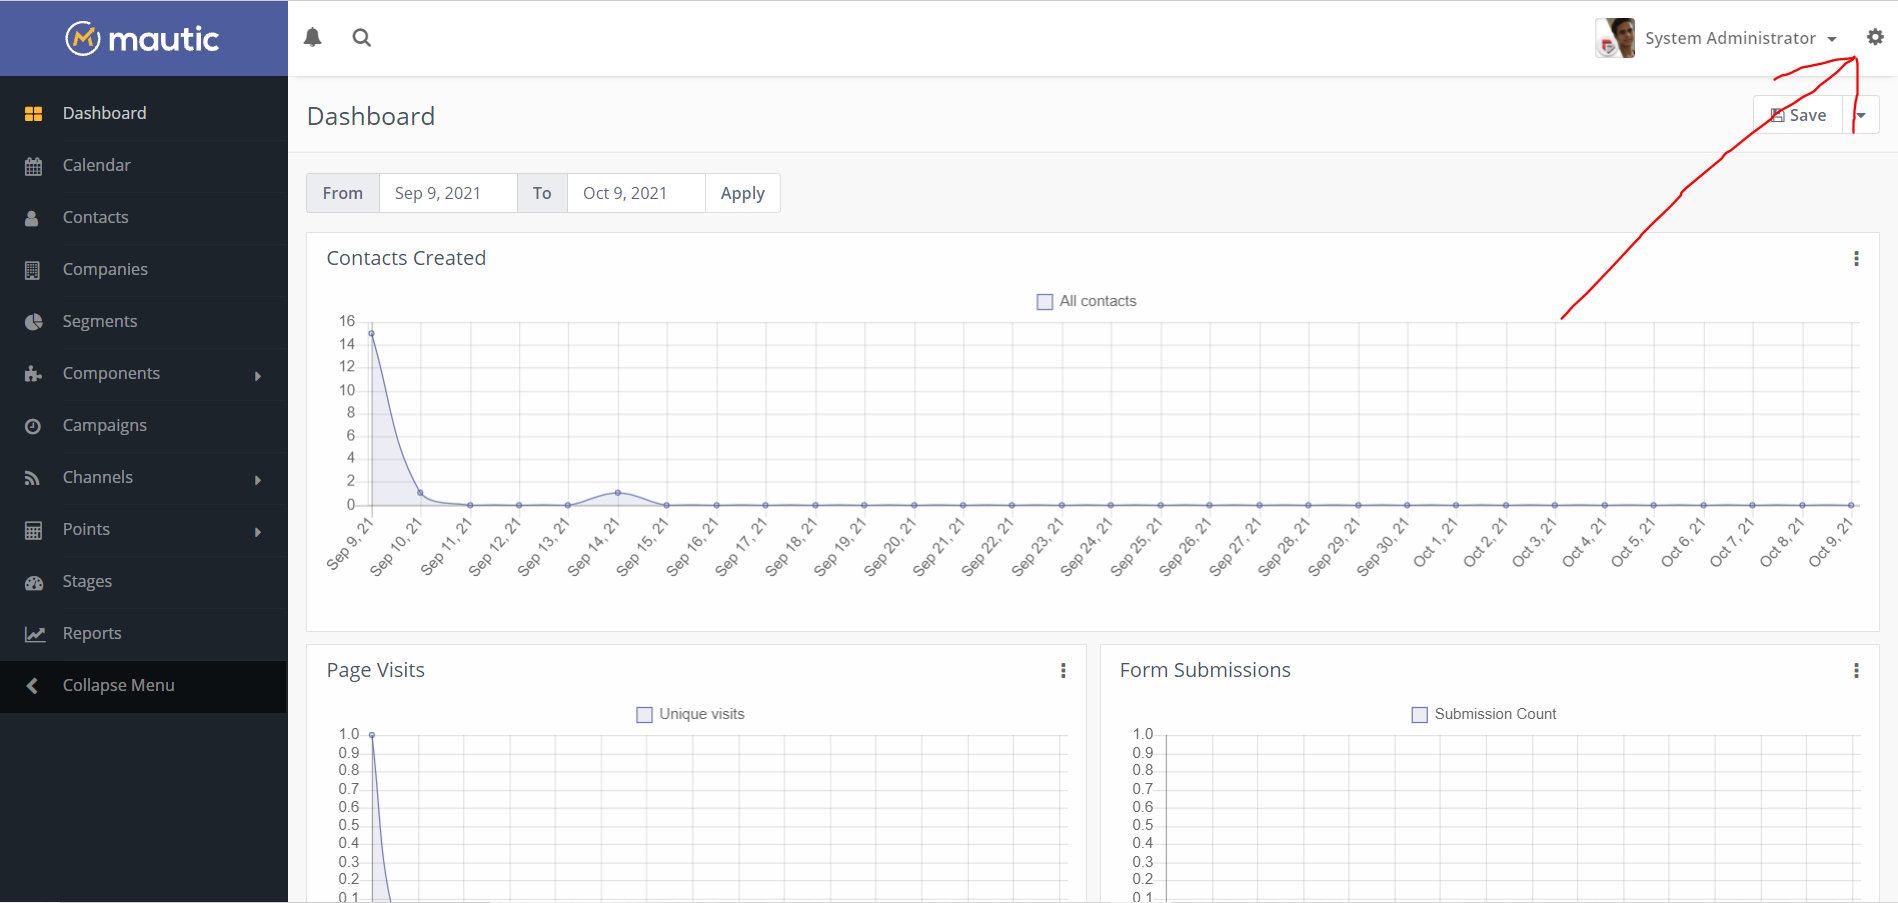 mautic
System Administrator
Dashboard
Calendar
Contacts
Companies
Segments
Components
Campaigns
Channels
Points
Stages
Reports
Collapse Menu
Dashboard
Save
From Sep 9, 2021 To Oct 9, 2021 Apply
Contacts Created
All contacts
16
14
12
10
8
6
4
2
0
Sep 9, 21 Sep 10, 21 Sep 11, 21 Sep 12, 21 Sep 13, 21 Sep 14, 21 Sep 15, 21 Sep 16, 21 Sep 17, 21 Sep 18, 21 Sep 19, 21 Sep 20, 21 Sep 21, 21 Sep 22, 21 Sep 23, 21 Sep 24, 21 Sep 25, 21 Sep 26, 21 Sep 27, 21 Sep 28, 21 Sep 29, 21 Sep 30, 21 Oct 1, 21 Oct 2, 21 Oct 3, 21 Oct 4, 21 Oct 5, 21 Oct 6, 21 Oct 7, 21 Oct 8, 21 Oct 9, 21
Page Visits
Unique visits
1.0
0.9
0.8
0.7
0.6
0.5
0.4
0.3
0.2
0.1
Form Submissions
Submission Count
1.0
0.9
0.8
0.7
0.6
0.5
0.4
0.3
0.2
0.1